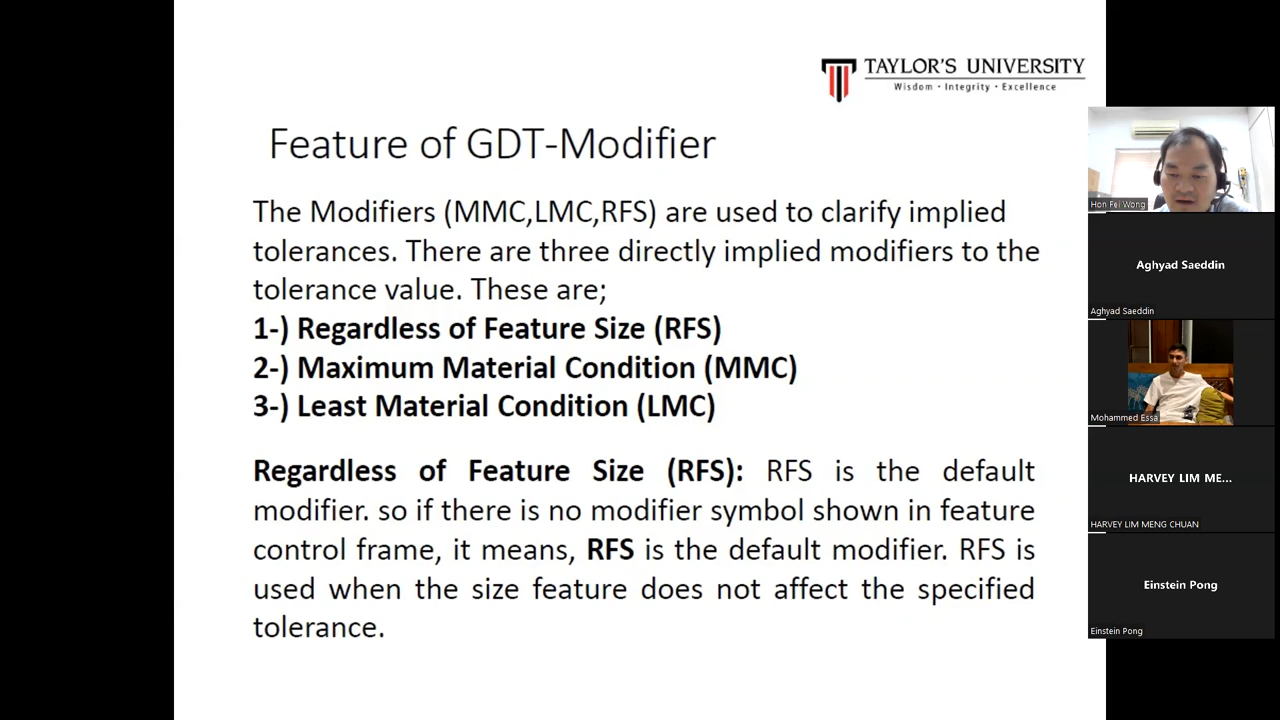 TAYLOR'S UNIVERSITY
Wisdom • Integrity • Excellence
Feature of GDT-Modifier
The Modifiers (MMC,LMC,RFS) are used to clarify implied
tolerances. There are three directly implied modifiers to the
tolerance value. These are;
1-) Regardless of Feature Size (RFS)
2-) Maximum Material Condition (MMC)
3-) Least Material Condition (LMC)
Regardless of Feature Size (RFS): RFS is the default
modifier. so if there is no modifier symbol shown in feature
control frame, it means, RFS is the default modifier. RFS is
used when the size feature does not affect the specified
tolerance.
Hon Fei Wong
Aghyad Saeddin
Aghyad Saeddin
Mohammed Essa
HARVEY LIM ME...
HARVEY LIM MENG CHUAN
Einstein Pong
Einstein Pong